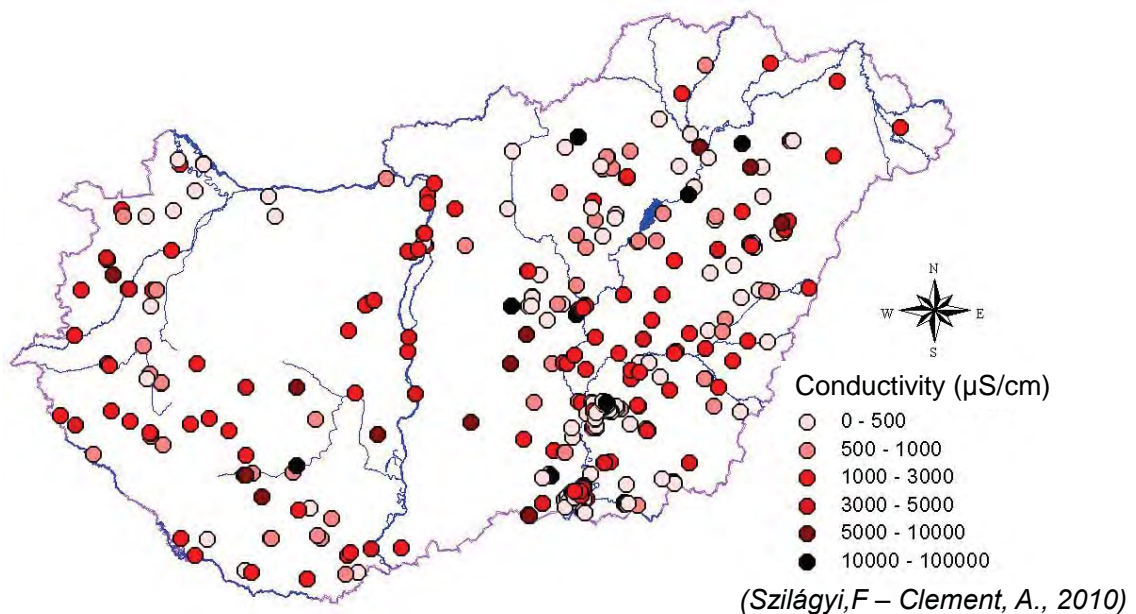 N
W E
S
Conductivity (µS/cm)
0 - 500
500 - 1000
1000 - 3000
3000 - 5000
5000 - 10000
10000 - 100000
(Szilágyi,F – Clement, A., 2010)